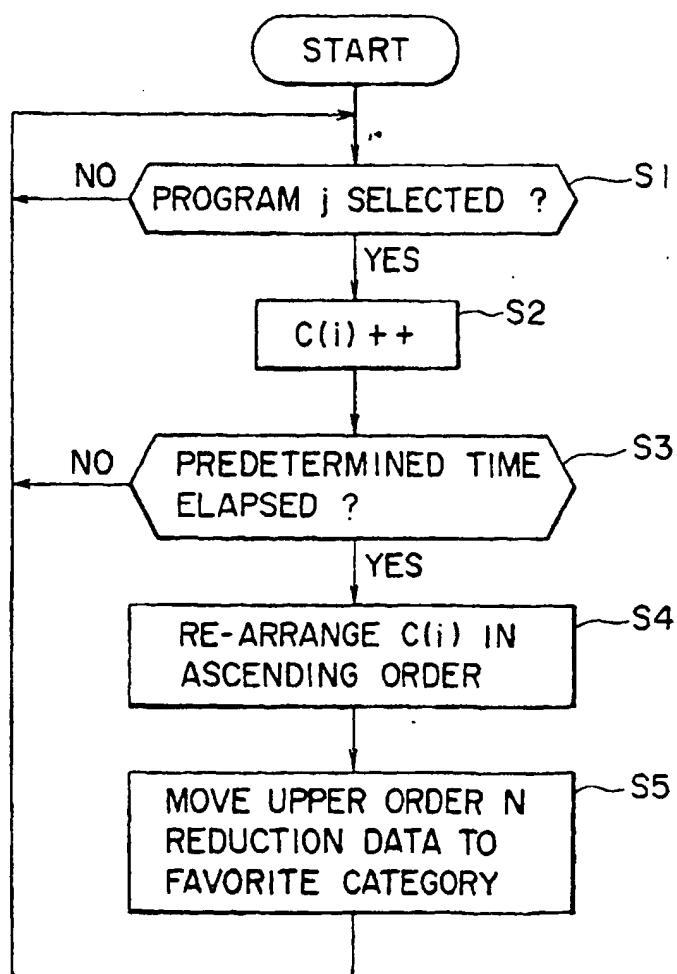 START
NO
PROGRAM j SELECTED ?
S1
YES
C(i) ++
S2
NO
PREDETERMINED TIME
ELAPSED ?
S3
YES
RE-ARRANGE C(i) IN
ASCENDING ORDER
S4
MOVE UPPER ORDER N
REDUCTION DATA TO
FAVORITE CATEGORY
S5